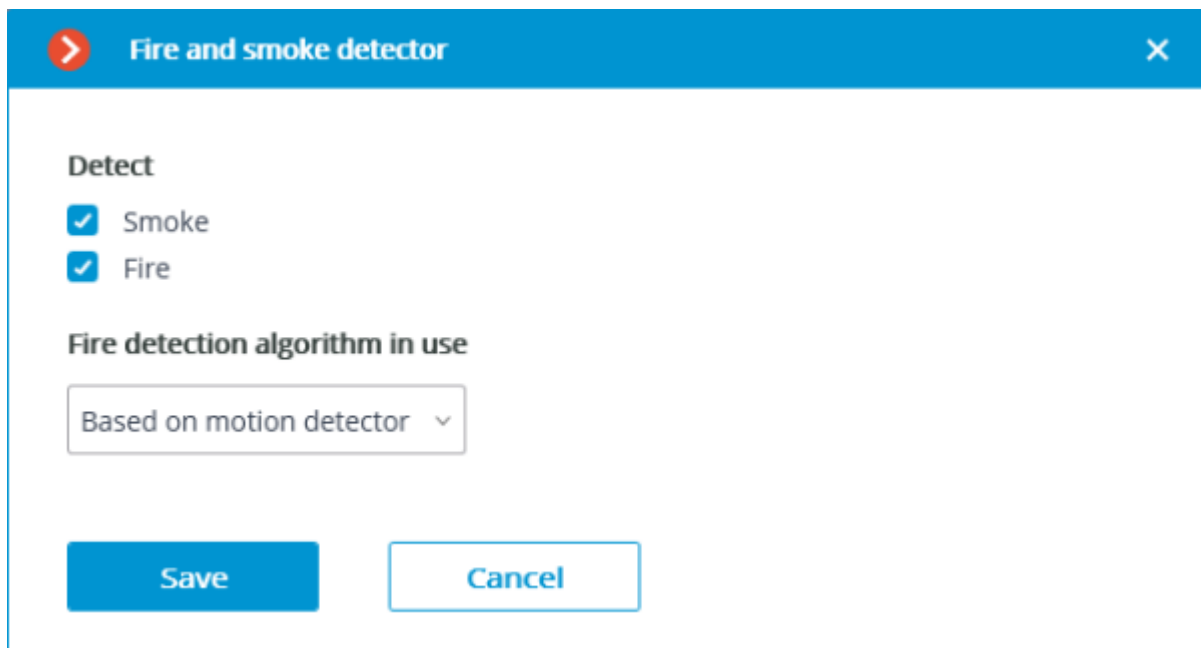 Fire and smoke detector
Detect
Smoke
Fire
Fire detection algorithm in use
Based on motion detector
Save
Cancel